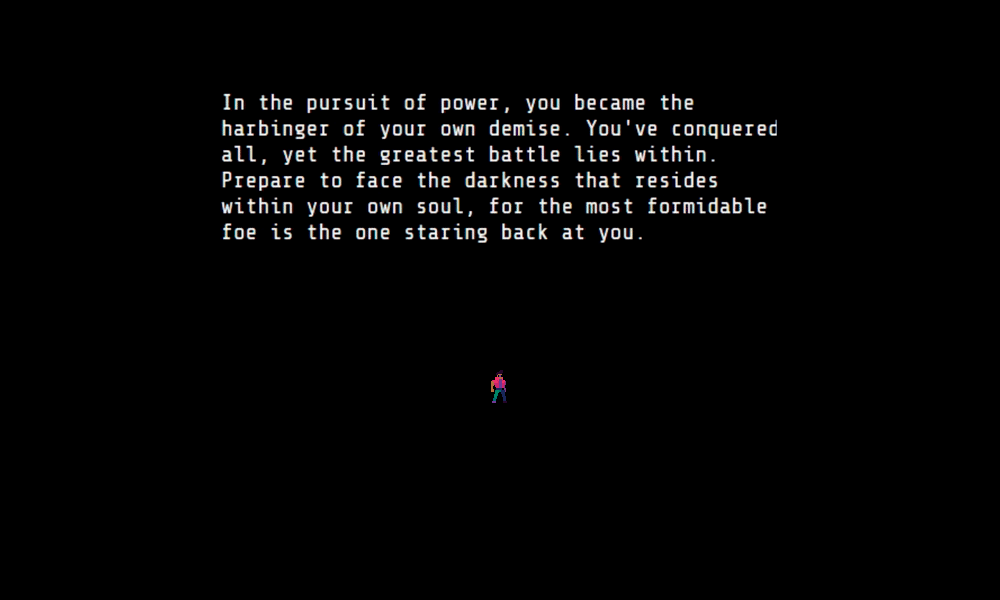 In the pursuit of power, you became the
harbinger of your own demise. You've conquered
all, yet the greatest battle lies within.
Prepare to face the darkness that resides
within your own soul, for the most formidable
foe is the one staring back at you.